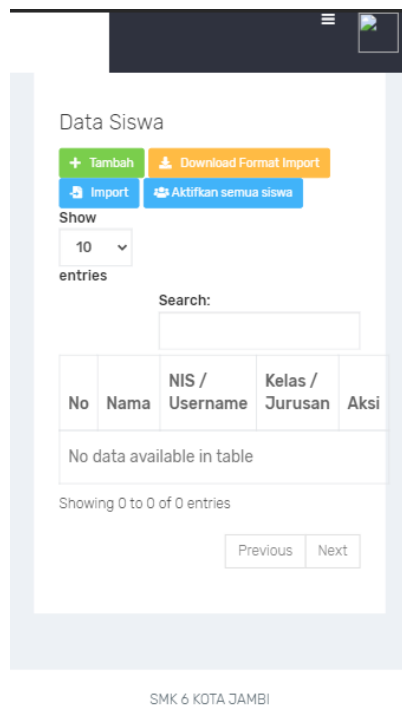 Data Siswa
+ Tambah
Download Format Import
Import
Aktifkan semua siswa
Show
10
entries
Search:
No Nama NIS / Username Kelas / Jurusan Aksi
No data available in table
Showing 0 to 0 of 0 entries
Previous Next
SMK 6 KOTA JAMBI